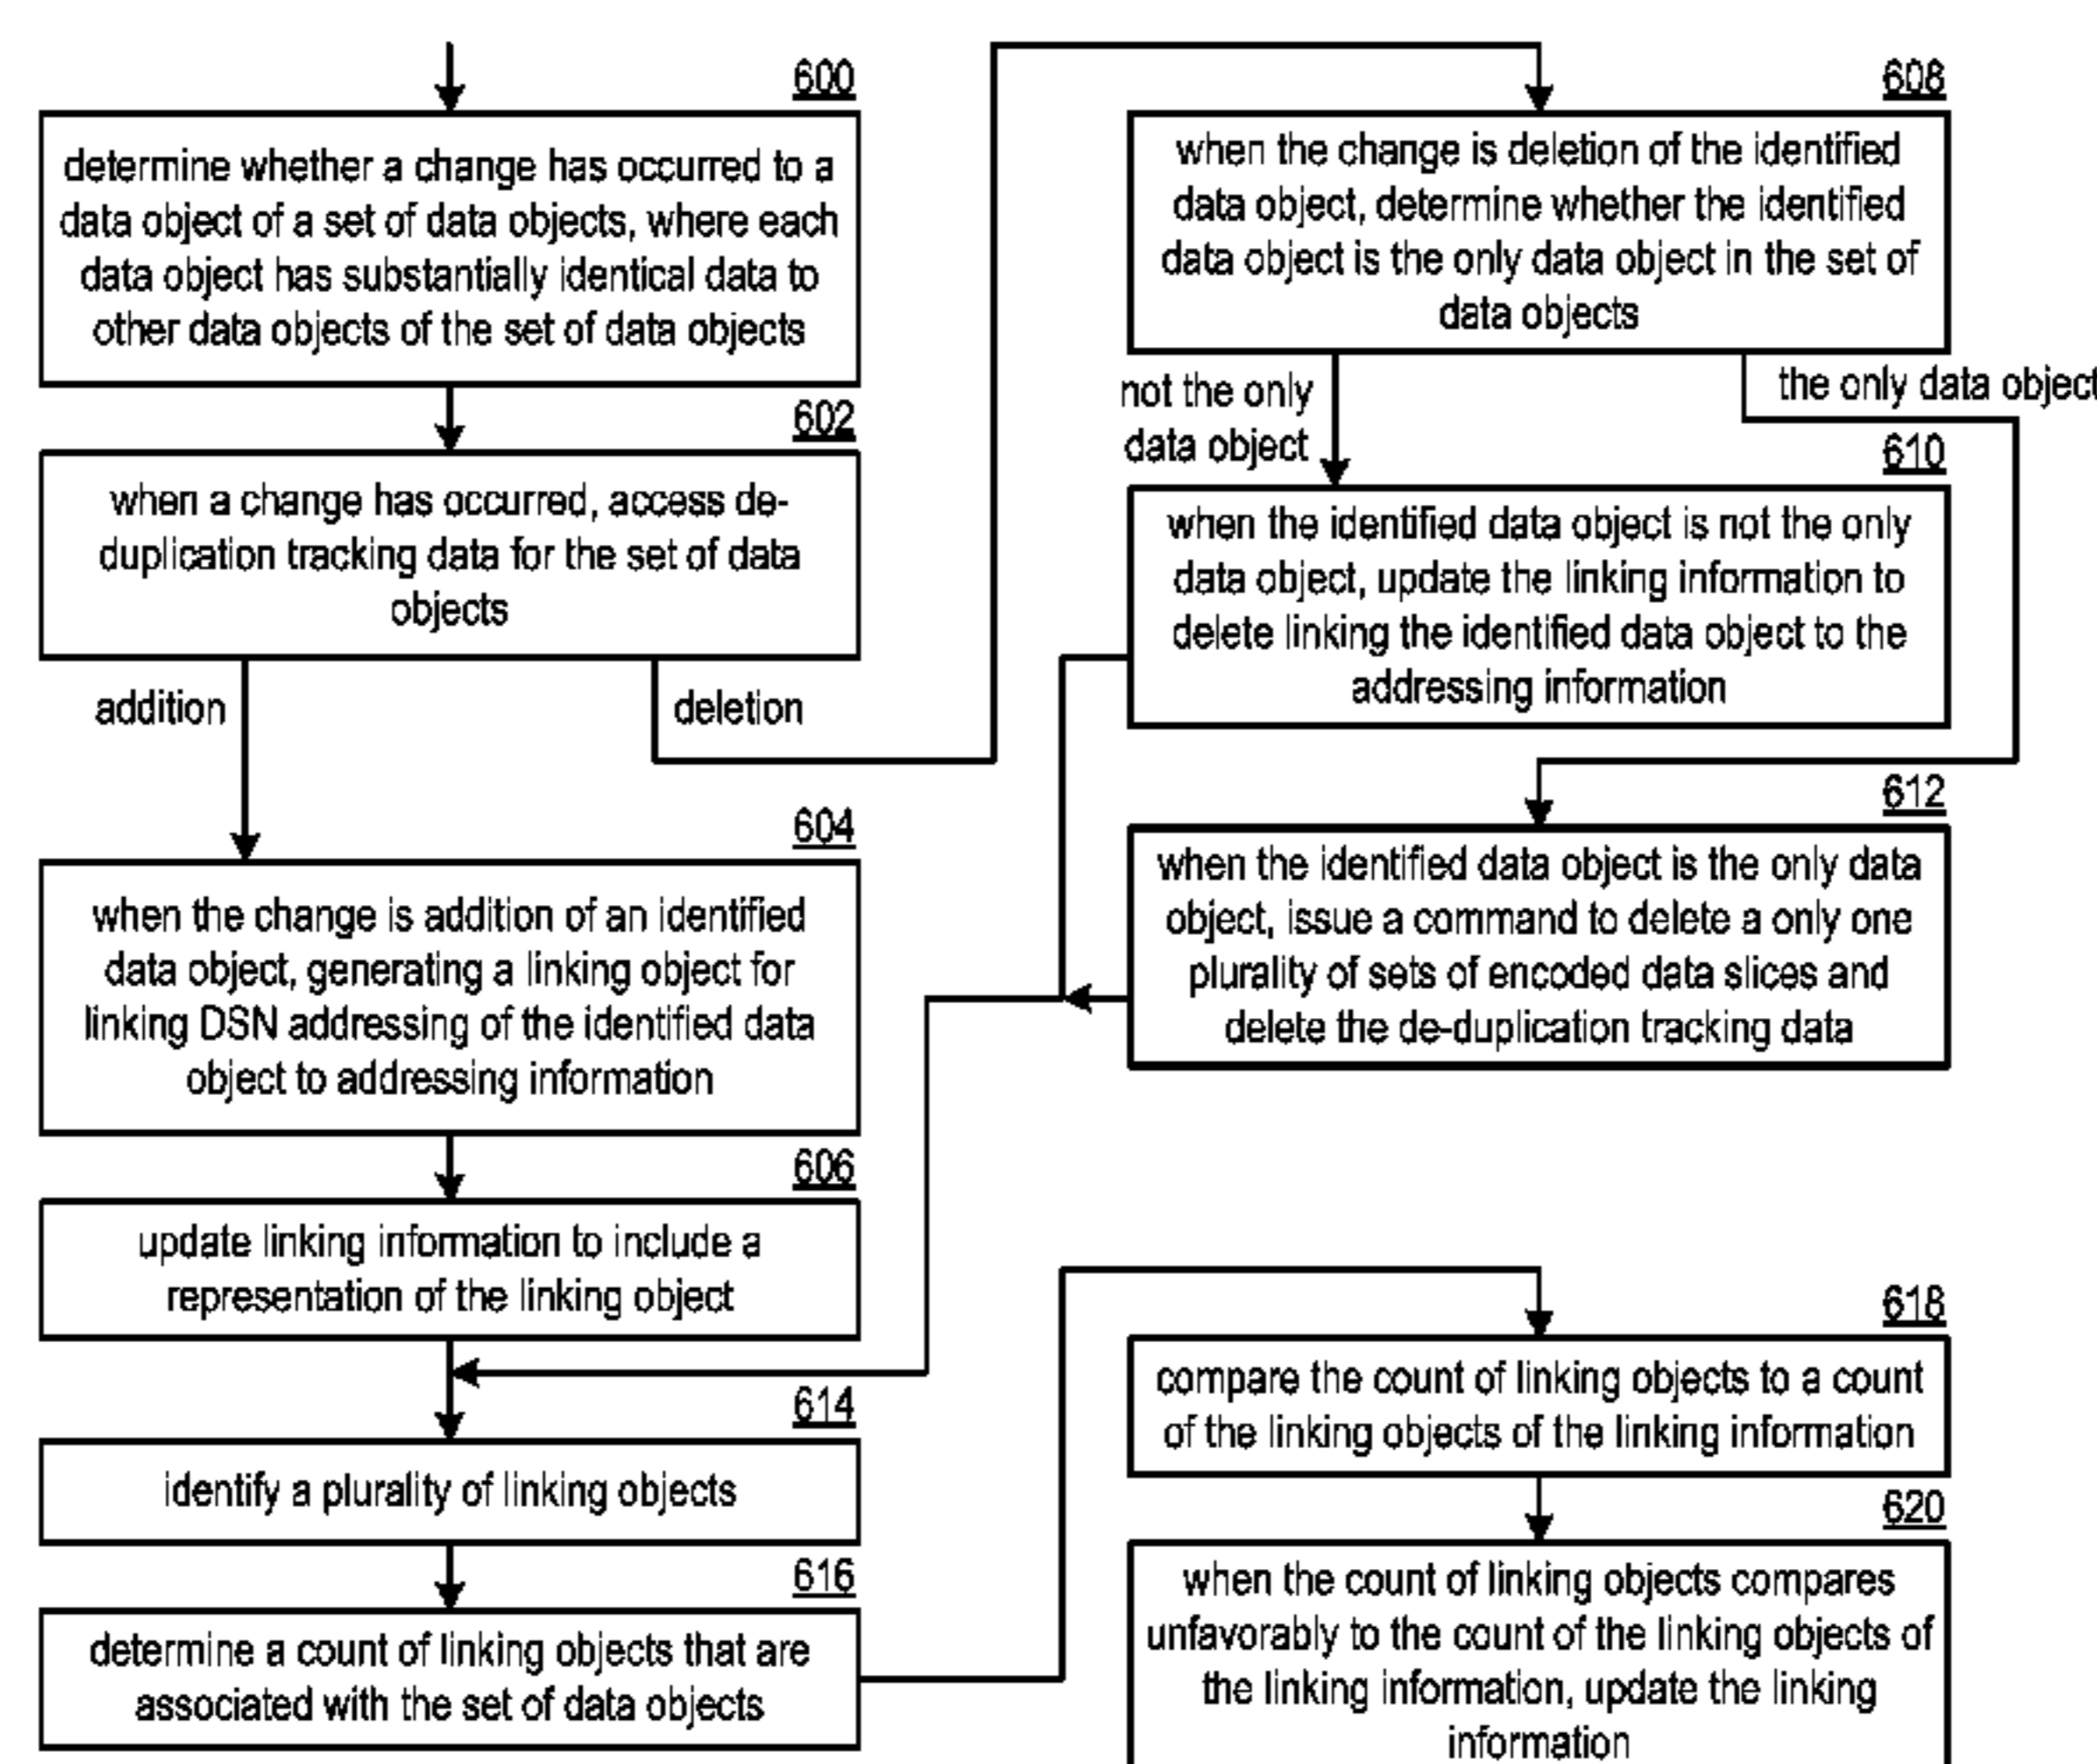 600
determine whether a change has occurred to a
data object of a set of data objects, where each
data object has substantially identical data to
other data objects of the set of data objects
602
when a change has occurred, access de-
duplication tracking data for the set of data
objects
addition
deletion
604
when the change is addition of an identified
data object, generating a linking object for
linking DSN addressing of the identified data
object to addressing information
606
update linking information to include a
representation of the linking object
608
when the change is deletion of the identified
data object, determine whether the identified
data object is the only data object in the set of
data objects
not the only
data object
the only data object
610
when the identified data object is not the only
data object, update the linking information to
delete linking the identified data object to the
addressing information
612
when the identified data object is the only data
object, issue a command to delete a only one
plurality of sets of encoded data slices and
delete the de-duplication tracking data
614
identify a plurality of linking objects
616
determine a count of linking objects that are
associated with the set of data objects
618
compare the count of linking objects to a count
of the linking objects of the linking information
620
when the count of linking objects compares
unfavorably to the count of the linking objects of
the linking information, update the linking
information